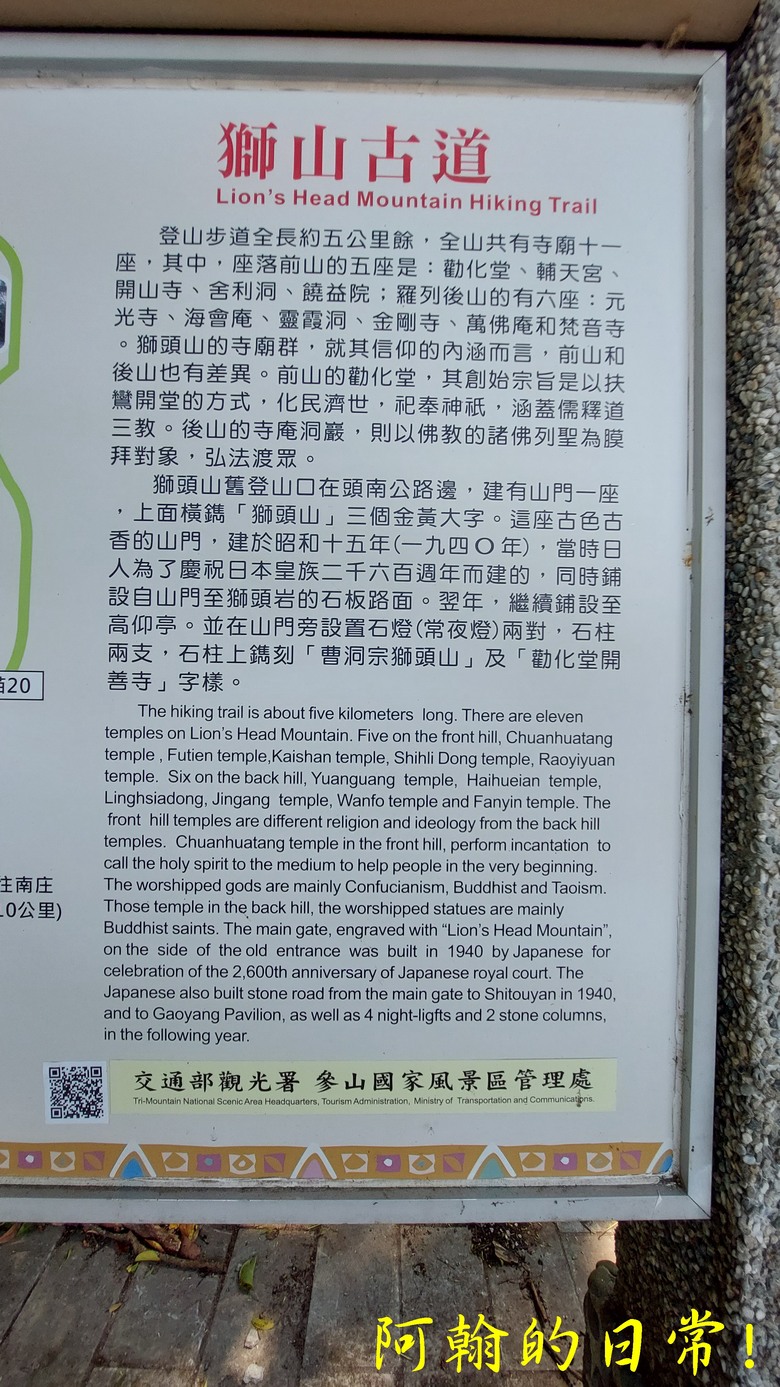 獅山古道
Lion's Head Mountain Hiking Trail
登山步道全長約五公里餘，全山共有寺廟十一
座，其中，座落前山的五座是：勸化堂、輔天宮、
開山寺、舍利洞、饒益院；羅列後山的有六座：元
光寺、海會庵、靈霞洞、金剛寺、萬佛庵和梵音寺
。獅頭山的寺廟群，就其信仰的內涵而言，前山和
後山也有差異。前山的勸化堂，其創始宗旨是以扶
鸞開堂的方式，化民濟世，祀奉神祇，涵蓋儒釋道
三教。後山的寺庵洞巖，則以佛教的諸佛列聖為膜
拜對象，弘法渡眾。
獅頭山舊登山口在頭南公路邊，建有山門一座
，上面橫鐫「獅頭山」三個金黃大字。這座古色古
香的山門，建於昭和十五年(一九四〇年)，當時日
人為了慶祝日本皇族二千六百週年而建的，同時鋪
設自山門至獅頭岩的石板路面。翌年，繼續鋪設至
高仰亭。並在山門旁設置石燈(常夜燈)兩對，石柱
兩支，石柱上鐫刻「曹洞宗獅頭山」及「勸化堂開
善寺」字樣。
The hiking trail is about five kilometers long. There are eleven
temples on Lion's Head Mountain. Five on the front hill, Chuanhuatang
temple , Futien temple,Kaishan temple, Shihli Dong temple, Raoyiyuan
temple. Six on the back hill, Yuanguang temple, Haihueian temple,
Linghsiadong, Jingang temple, Wanfo temple and Fanyin temple. The
front hill temples are different religion and ideology from the back hill
temples. Chuanhuatang temple in the front hill, perform incantation to
call the holy spirit to the medium to help people in the very beginning.
The worshipped gods are mainly Confucianism, Buddhist and Taoism.
Those temple in the back hill, the worshipped statues are mainly
Buddhist saints. The main gate, engraved with "Lion's Head Mountain",
on the side of the old entrance was built in 1940 by Japanese for
celebration of the 2,600th anniversary of Japanese royal court. The
Japanese also built stone road from the main gate to Shitouyan in 1940,
and to Gaoyang Pavilion, as well as 4 night-ligfts and 2 stone columns,
in the following year.
20
往南庄
.0公里)
交通部觀光署 參山國家風景區管理處
Tri-Mountain National Scenic Area Headquarters, Tourism Administration, Ministry of Transportation and Communications.
阿翰的日常!